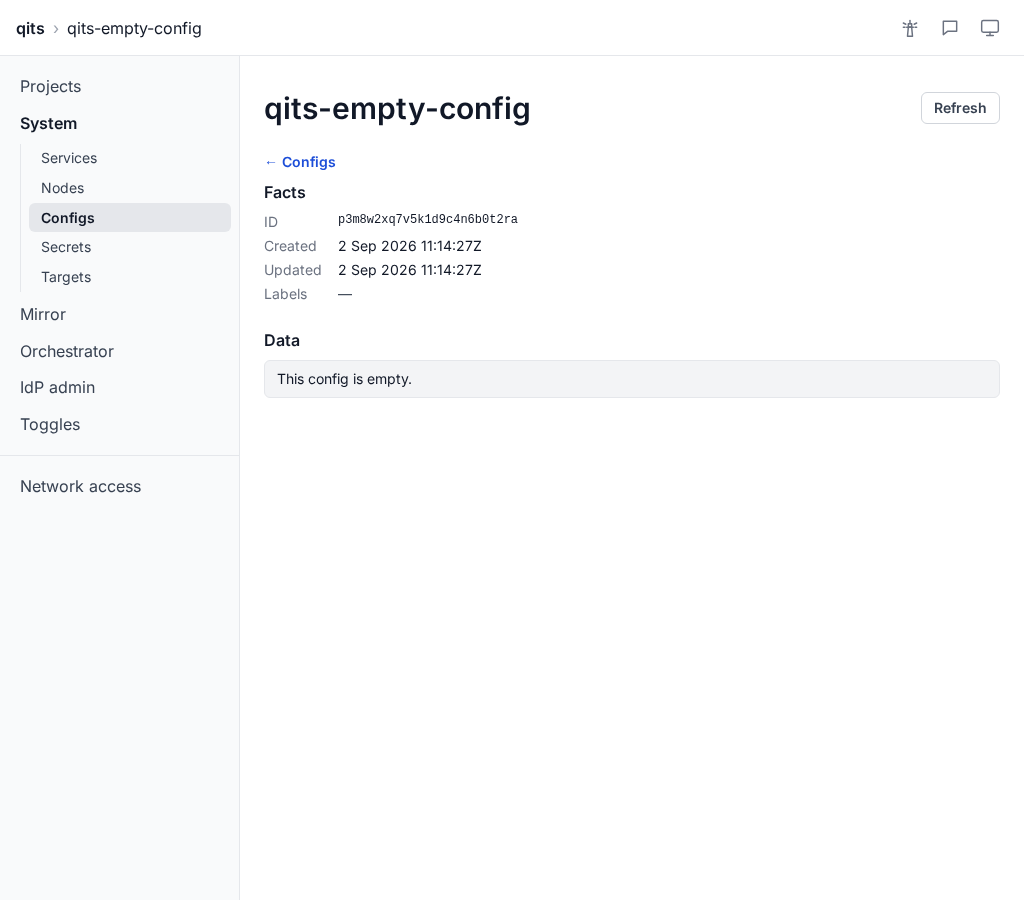 qits › qits-empty-config
Projects
System
Services
Nodes
Configs
Secrets
Targets
Mirror
Orchestrator
IdP admin
Toggles
Network access
qits-empty-config
Refresh
← Configs
Facts
ID p3m8w2xq7v5k1d9c4n6b0t2ra
Created 2 Sep 2026 11:14:27Z
Updated 2 Sep 2026 11:14:27Z
Labels —
Data
This config is empty.